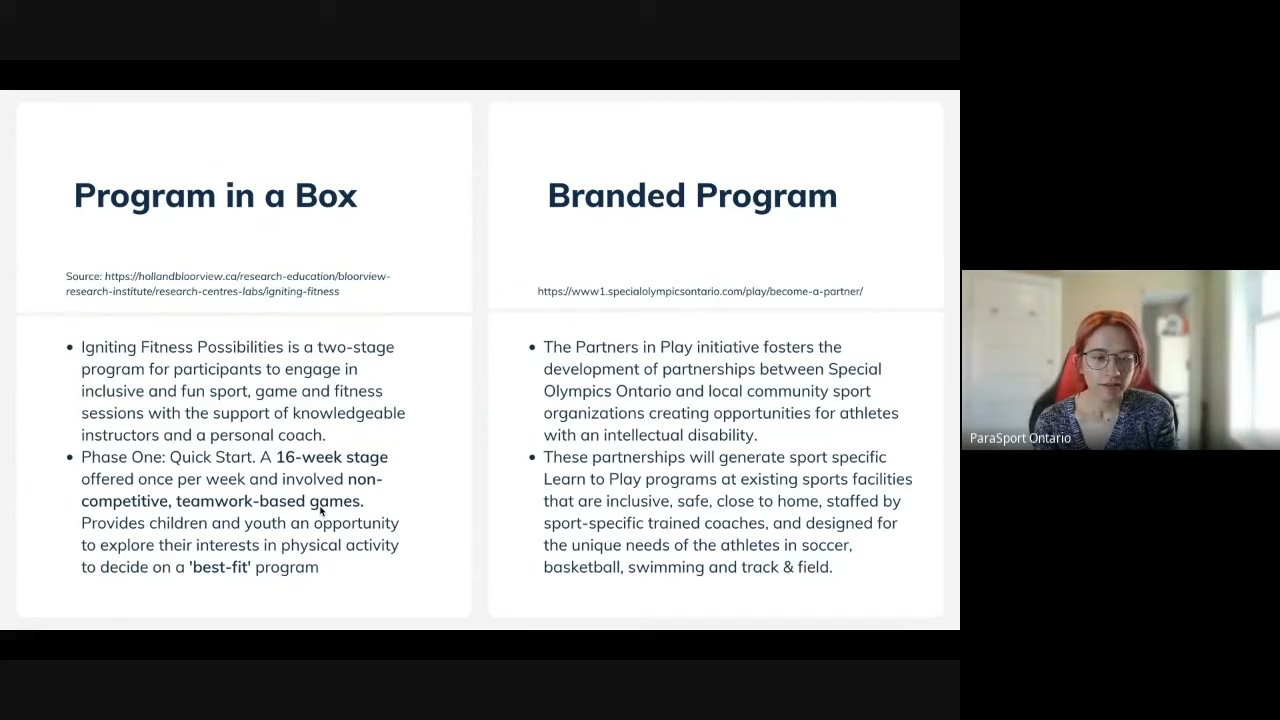 Program in a Box
Source: https://hollandbloorview.ca/research-education/bloorview-
research-institute/research-centres-labs/igniting-fitness
• Igniting Fitness Possibilities is a two-stage
program for participants to engage in
inclusive and fun sport, game and fitness
sessions with the support of knowledgeable
instructors and a personal coach.
• Phase One: Quick Start. A 16-week stage
offered once per week and involved non-
competitive, teamwork-based games.
Provides children and youth an opportunity
to explore their interests in physical activity
to decide on a 'best-fit' program
Branded Program
https://www1.specialolympicsontario.com/play/become-a-partner/
• The Partners in Play initiative fosters the
development of partnerships between Special
Olympics Ontario and local community sport
organizations creating opportunities for athletes
with an intellectual disability.
• These partnerships will generate sport specific
Learn to Play programs at existing sports facilities
that are inclusive, safe, close to home, staffed by
sport-specific trained coaches, and designed for
the unique needs of the athletes in soccer,
basketball, swimming and track & field.
ParaSport Ontario